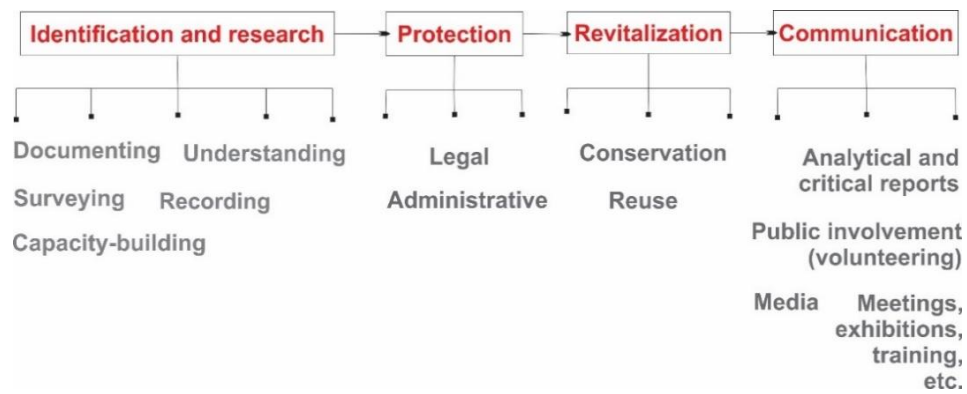 Identification and research
Protection
Revitalization
Communication
Documenting
Understanding
Surveying
Recording
Capacity-building
Legal
Administrative
Conservation
Reuse
Analytical and
critical reports
Public involvement
(volunteering)
Media
Meetings,
exhibitions,
training,
etc.